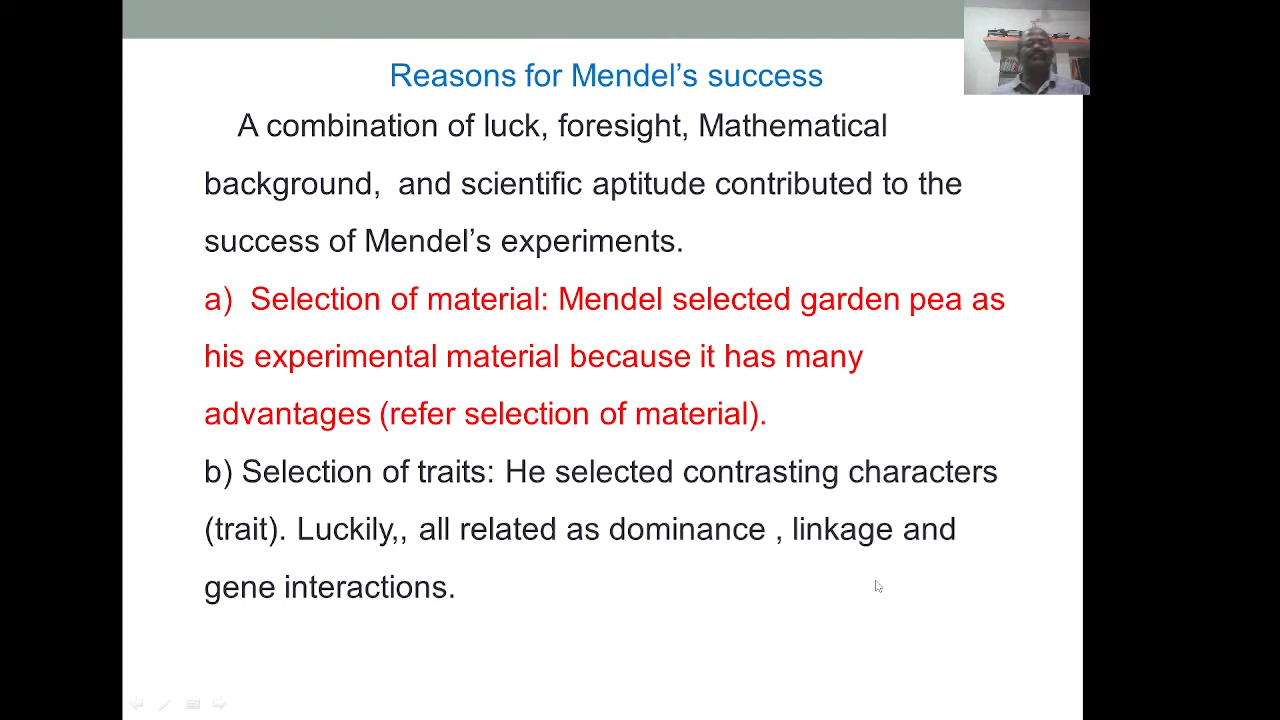 Reasons for Mendel’s success
A combination of luck, foresight, Mathematical
background, and scientific aptitude contributed to the
success of Mendel’s experiments.
a) Selection of material: Mendel selected garden pea as
his experimental material because it has many
advantages (refer selection of material).
b) Selection of traits: He selected contrasting characters
(trait). Luckily,, all related as dominance , linkage and
gene interactions.